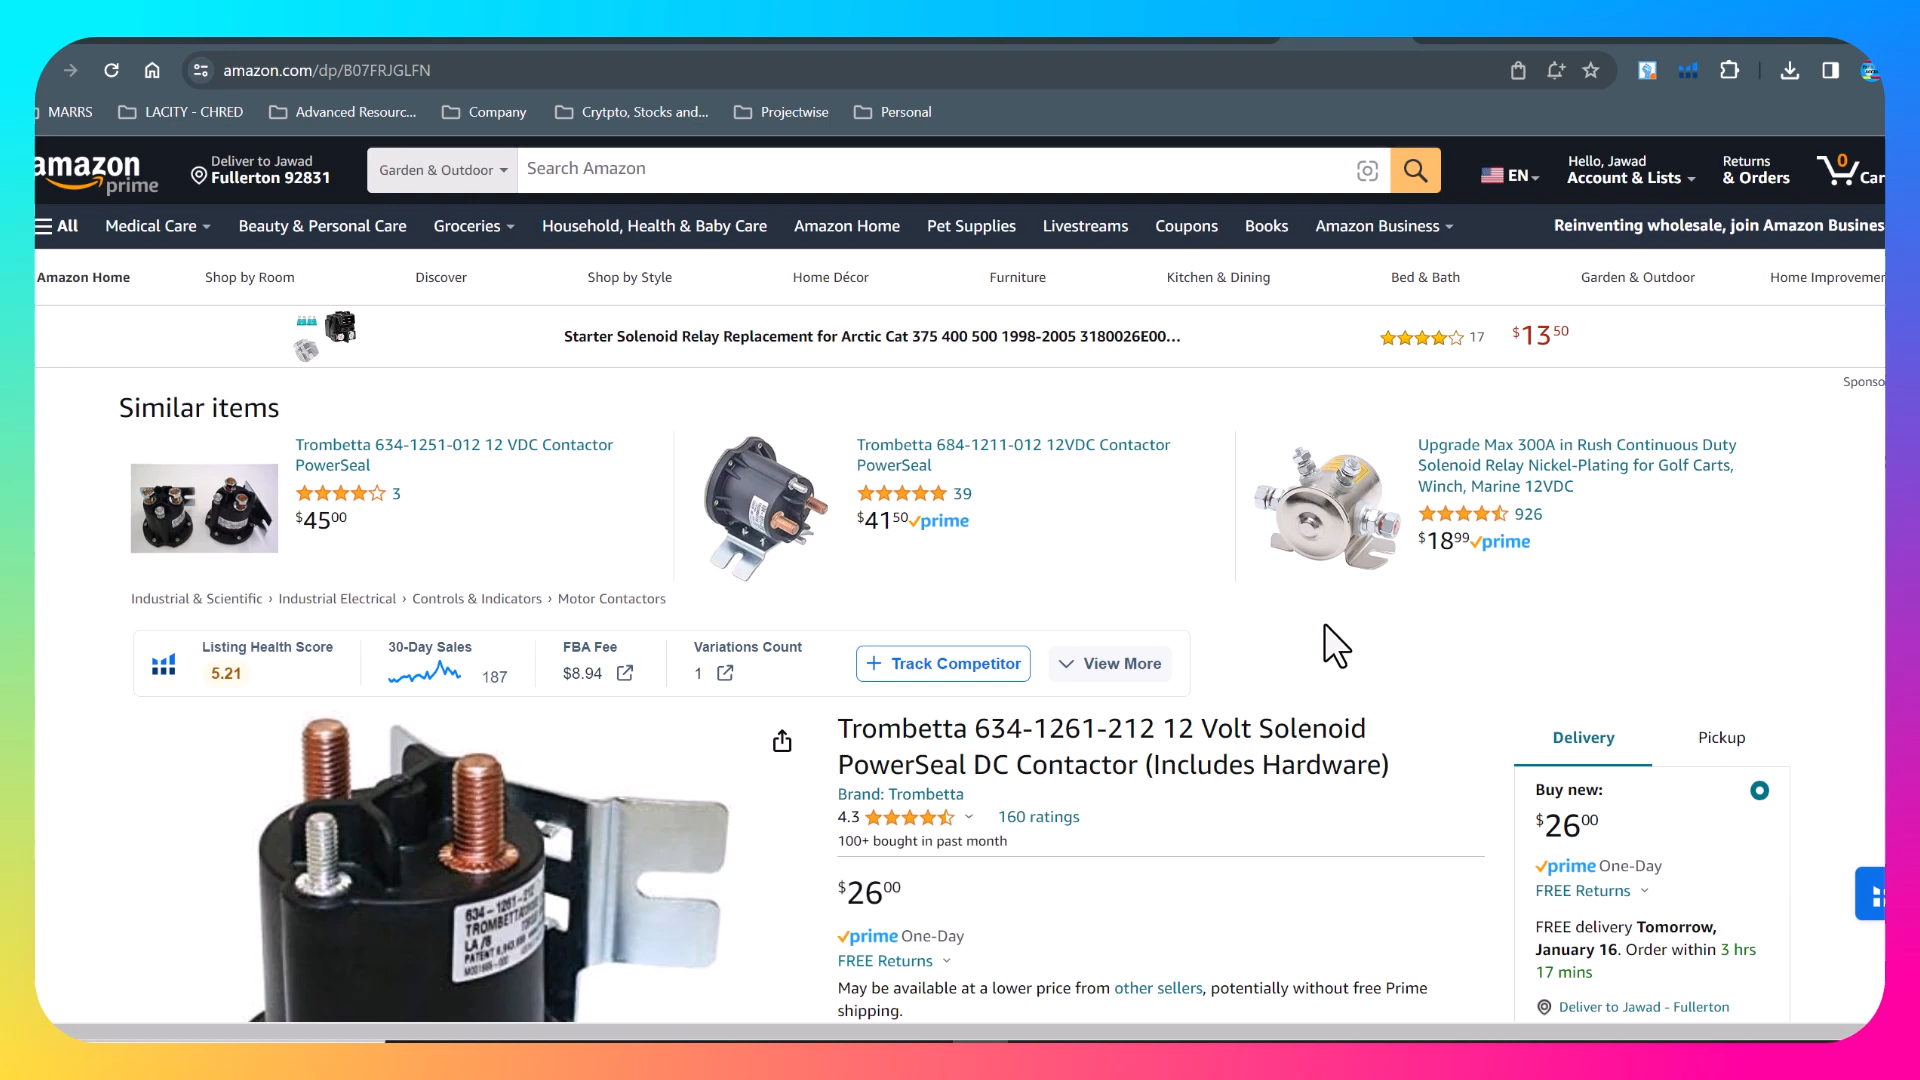 amazon.com/dp/B07FRJGLFN
MARRS
LACITY - CHRED
Advanced Resourc...
Company
Crytpto, Stocks and...
Projectwise
Personal
amazon
prime
Deliver to Jawad
Fullerton 92831
Garden & Outdoor
Search Amazon
EN
Hello, Jawad
Account & Lists
Returns
& Orders
0
Car
All
Medical Care
Beauty & Personal Care
Groceries
Household, Health & Baby Care
Amazon Home
Pet Supplies
Livestreams
Coupons
Books
Amazon Business
Reinventing wholesale, join Amazon Busines
Amazon Home
Shop by Room
Discover
Shop by Style
Home Décor
Furniture
Kitchen & Dining
Bed & Bath
Garden & Outdoor
Home Improvemer
Starter Solenoid Relay Replacement for Arctic Cat 375 400 500 1998-2005 3180026E00...
17
$13 50
Sponso
Similar items
Trombetta 634-1251-012 12 VDC Contactor
PowerSeal
3
$45 00
Trombetta 684-1211-012 12VDC Contactor
PowerSeal
39
$41 50 prime
Upgrade Max 300A in Rush Continuous Duty
Solenoid Relay Nickel-Plating for Golf Carts,
Winch, Marine 12VDC
926
$18 99 prime
Industrial & Scientific › Industrial Electrical › Controls & Indicators › Motor Contactors
Listing Health Score
5.21
30-Day Sales
187
FBA Fee
$8.94
Variations Count
1
+ Track Competitor
View More
Trombetta 634-1261-212 12 Volt Solenoid
PowerSeal DC Contactor (Includes Hardware)
Brand: Trombetta
4.3
160 ratings
100+ bought in past month
$26 00
prime One-Day
FREE Returns
May be available at a lower price from other sellers, potentially without free Prime
shipping.
634-1261-212
TROMBETTA
LA/8
Delivery
Pickup
Buy new:
$26 00
prime One-Day
FREE Returns
FREE delivery Tomorrow,
January 16. Order within 3 hrs
17 mins
Deliver to Jawad - Fullerton